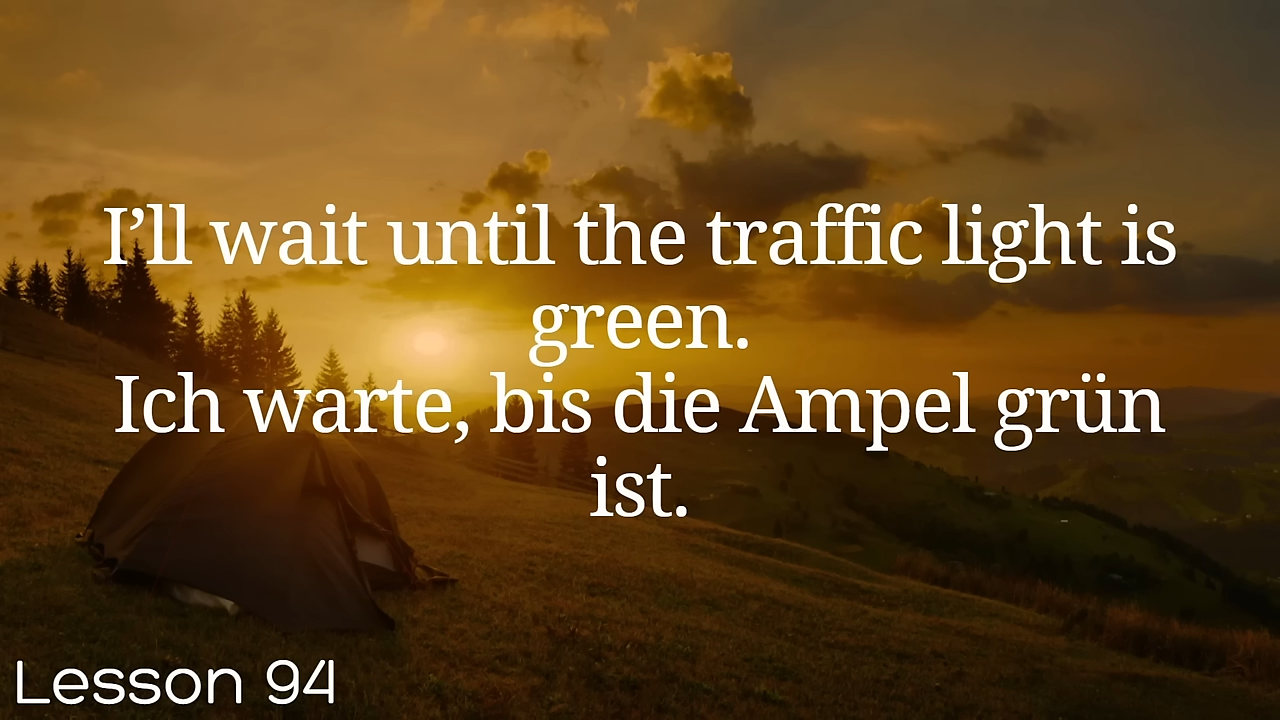 I’ll wait until the traffic light is
green.
Ich warte, bis die Ampel grün
ist.
Lesson 94